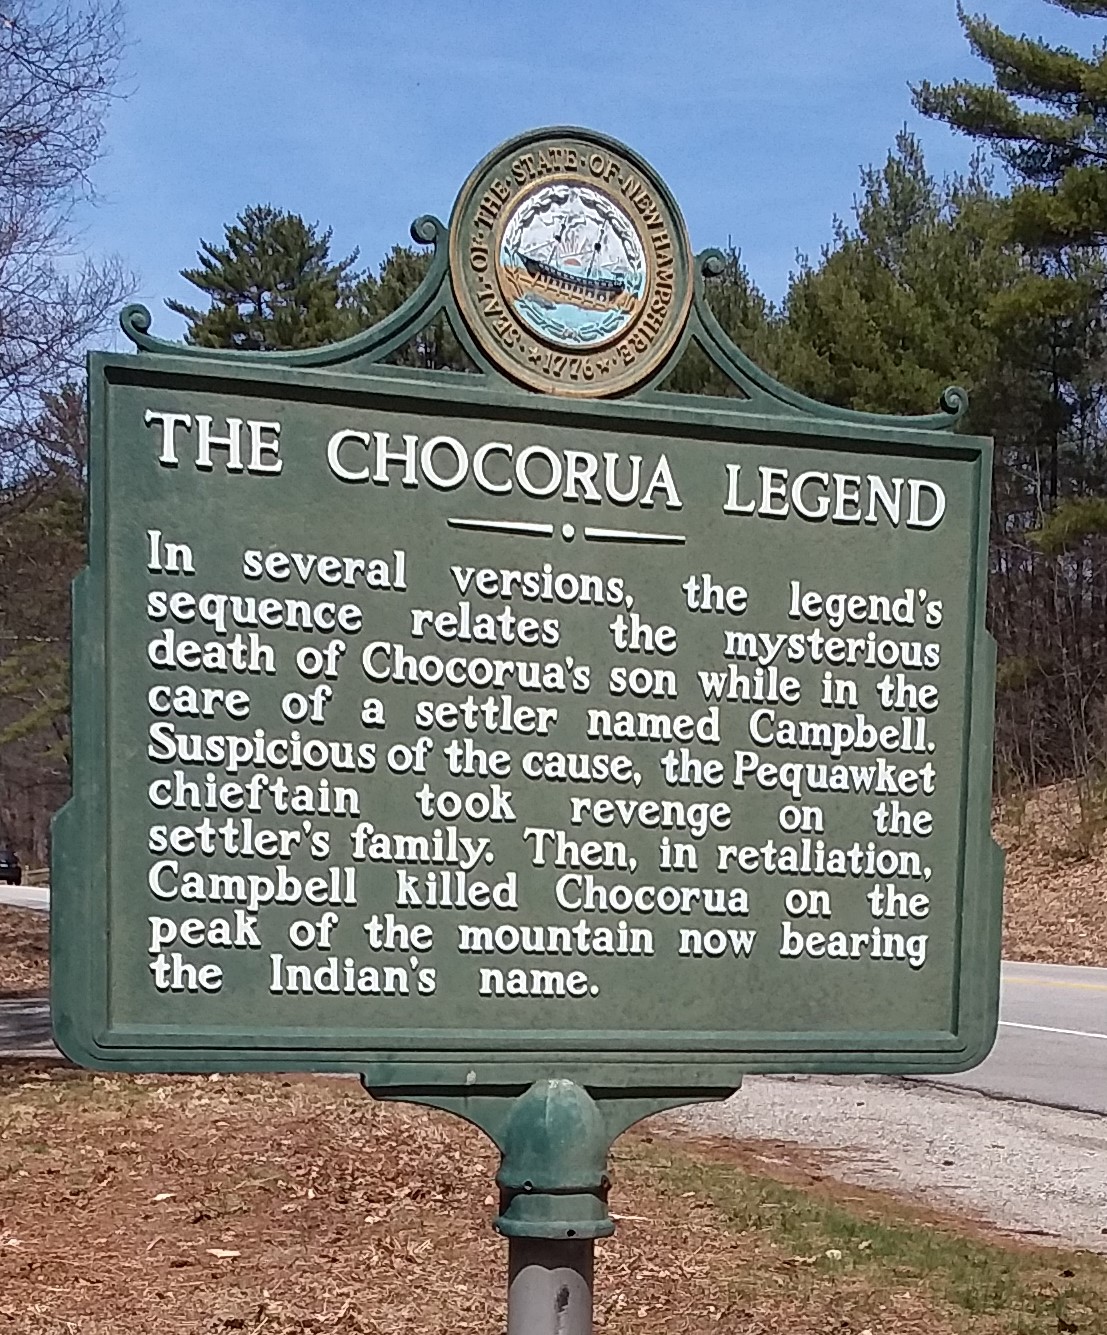 SEAL·OF·THE·STATE·OF·NEW HAMPSHIRE·
★1776★
THE CHOCORUA LEGEND
In several versions, the legend's
sequence relates the mysterious
death of Chocorua's son while in the
care of a settler named Campbell.
Suspicious of the cause, the Pequawket
chieftain took revenge on the
settler's family. Then, in retaliation,
Campbell killed Chocorua on the
peak of the mountain now bearing
the Indian's name.